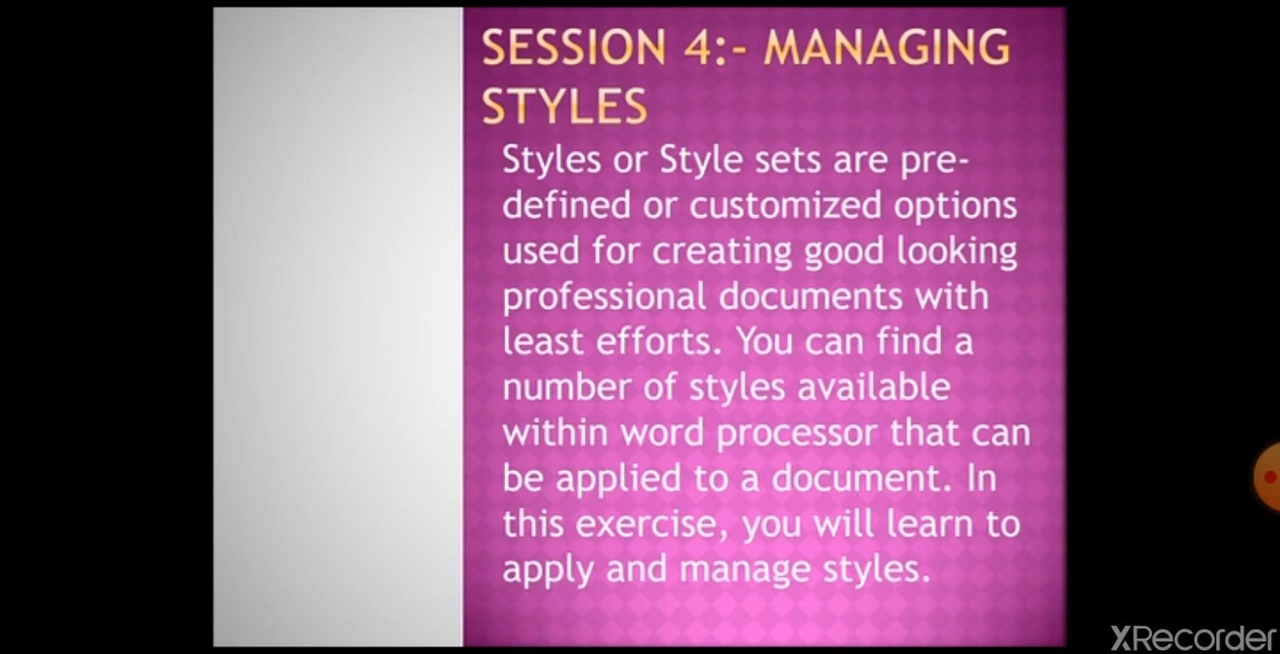 SESSION 4:- MANAGING
STYLES
Styles or Style sets are pre-
defined or customized options
used for creating good looking
professional documents with
least efforts. You can find a
number of styles available
within word processor that can
be applied to a document. In
this exercise, you will learn to
apply and manage styles.
XRecorder